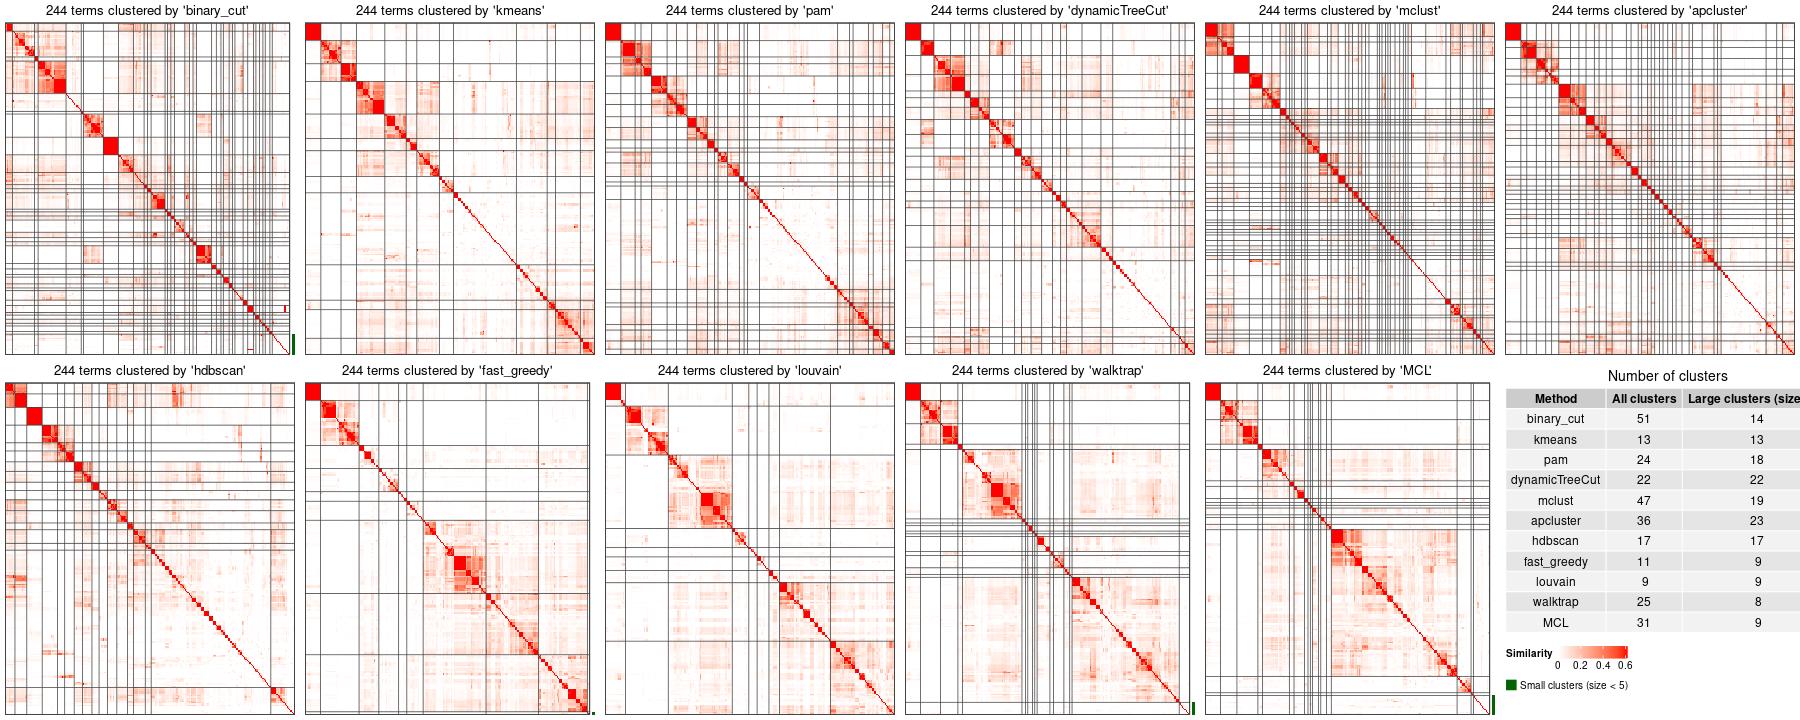 244 terms clustered by 'binary_cut'
244 terms clustered by 'kmeans'
244 terms clustered by 'pam'
244 terms clustered by 'dynamicTreeCut'
244 terms clustered by 'mclust'
244 terms clustered by 'apcluster'
244 terms clustered by 'hdbscan'
244 terms clustered by 'fast_greedy'
244 terms clustered by 'louvain'
244 terms clustered by 'walktrap'
244 terms clustered by 'MCL'
Number of clusters
Method All clusters Large clusters (size
binary_cut 51 14
kmeans 13 13
pam 24 18
dynamicTreeCut 22 22
mclust 47 19
apcluster 36 23
hdbscan 17 17
fast_greedy 11 9
louvain 9 9
walktrap 25 8
MCL 31 9
Similarity
0 0.2 0.4 0.6
Small clusters (size < 5)